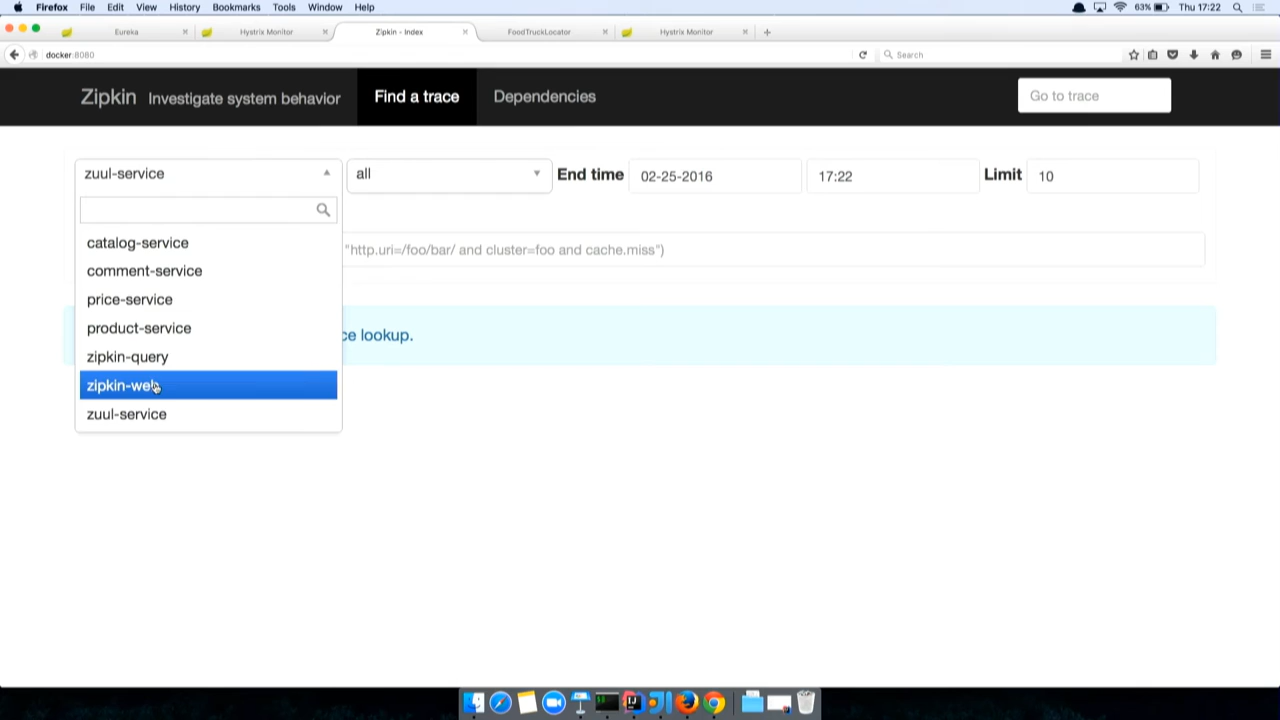 Firefox File Edit View History Bookmarks Tools Window Help 63% Thu 17:22
Eureka Hystrix Monitor Zipkin - Index FoodTruckLocator Hystrix Monitor
docker:8080 Search
Zipkin Investigate system behavior Find a trace Dependencies Go to trace
zuul-service all End time 02-25-2016 17:22 Limit 10
"http.uri=/foo/bar/ and cluster=foo and cache.miss")
catalog-service
comment-service
price-service
product-service
ce lookup.
zipkin-query
zipkin-web
zuul-service